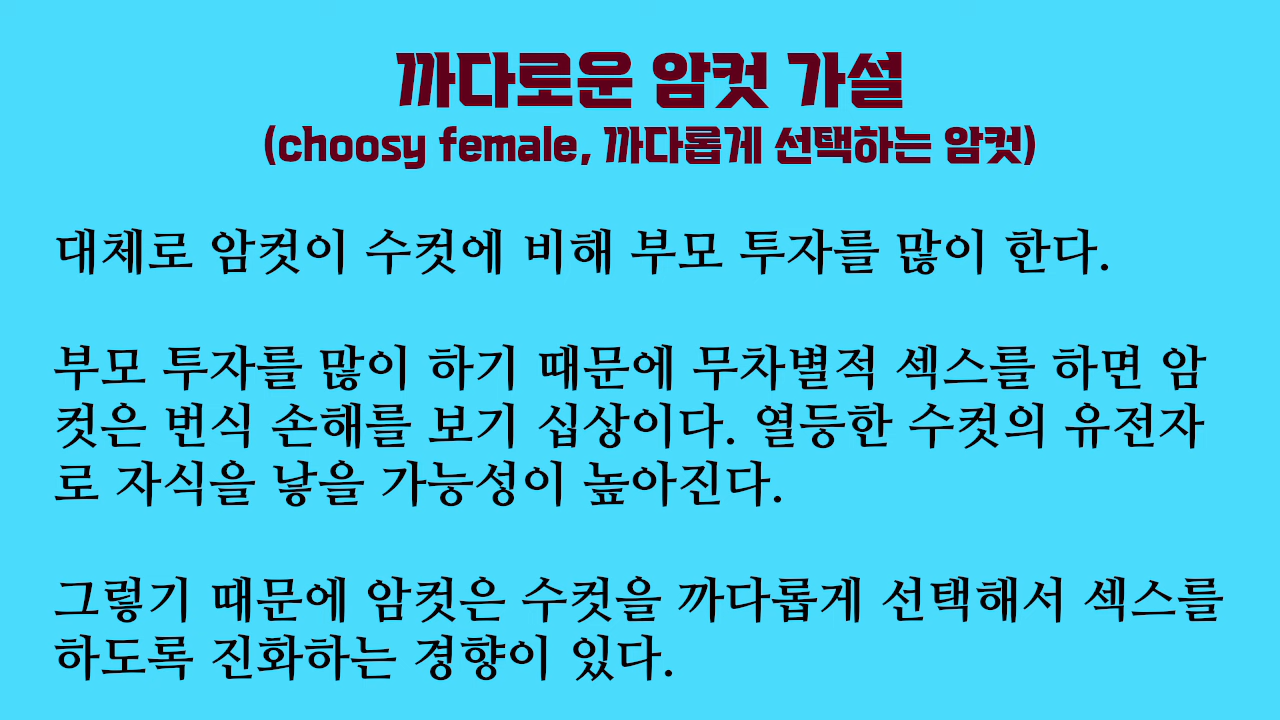 까다로운 암컷 가설
(choosy female, 까다롭게 선택하는 암컷)
대체로 암컷이 수컷에 비해 부모 투자를 많이 한다.
부모 투자를 많이 하기 때문에 무차별적 섹스를 하면 암
컷은 번식 손해를 보기 십상이다. 열등한 수컷의 유전자
로 자식을 낳을 가능성이 높아진다.
그렇기 때문에 암컷은 수컷을 까다롭게 선택해서 섹스를
하도록 진화하는 경향이 있다.